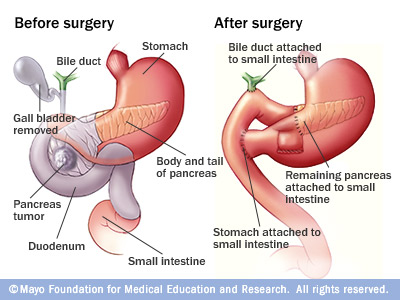 Before surgery
Bile duct
Stomach
Gall bladder
removed
Body and tail
of pancreas
Pancreas
tumor
Duodenum
Small intestine
After surgery
Bile duct attached
to small intestine
Remaining pancreas
attached to small
intestine
Stomach attached to
small intestine
©Mayo Foundation for Medical Education and Research. All rights reserved.